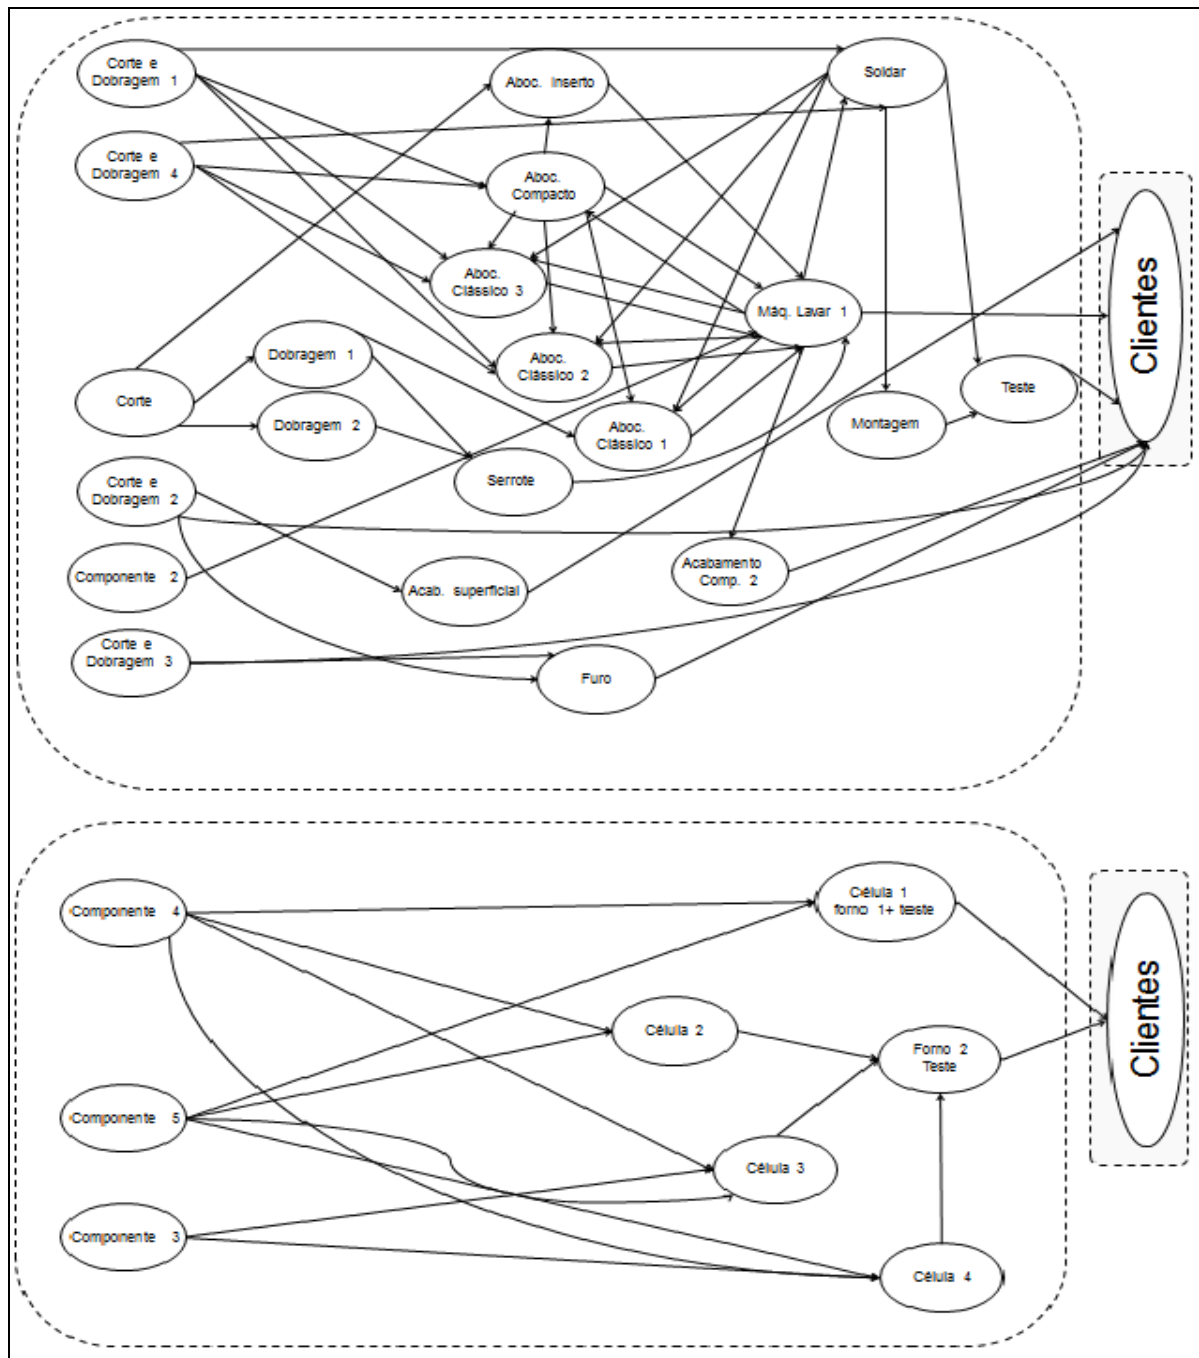 Corte e
Dobragem 1
Aboc. Inserto
Soldar
Corte e
Dobragem 4
Aboc.
Compacto
Aboc.
Clássico 3
Máq. Lavar 1
Clientes
Dobragem 1
Aboc.
Clássico 2
Corte
Teste
Dobragem 2
Aboc.
Clássico 1
Montagem
Corte e
Dobragem 2
Serrote
Componente 2
Acab. superficial
Acabamento
Comp. 2
Corte e
Dobragem 3
Furo
Componente 4
Célula 1
forno 1+ teste
Clientes
Célula 2
Forno 2
Teste
Componente 5
Célula 3
Componente 3
Célula 4